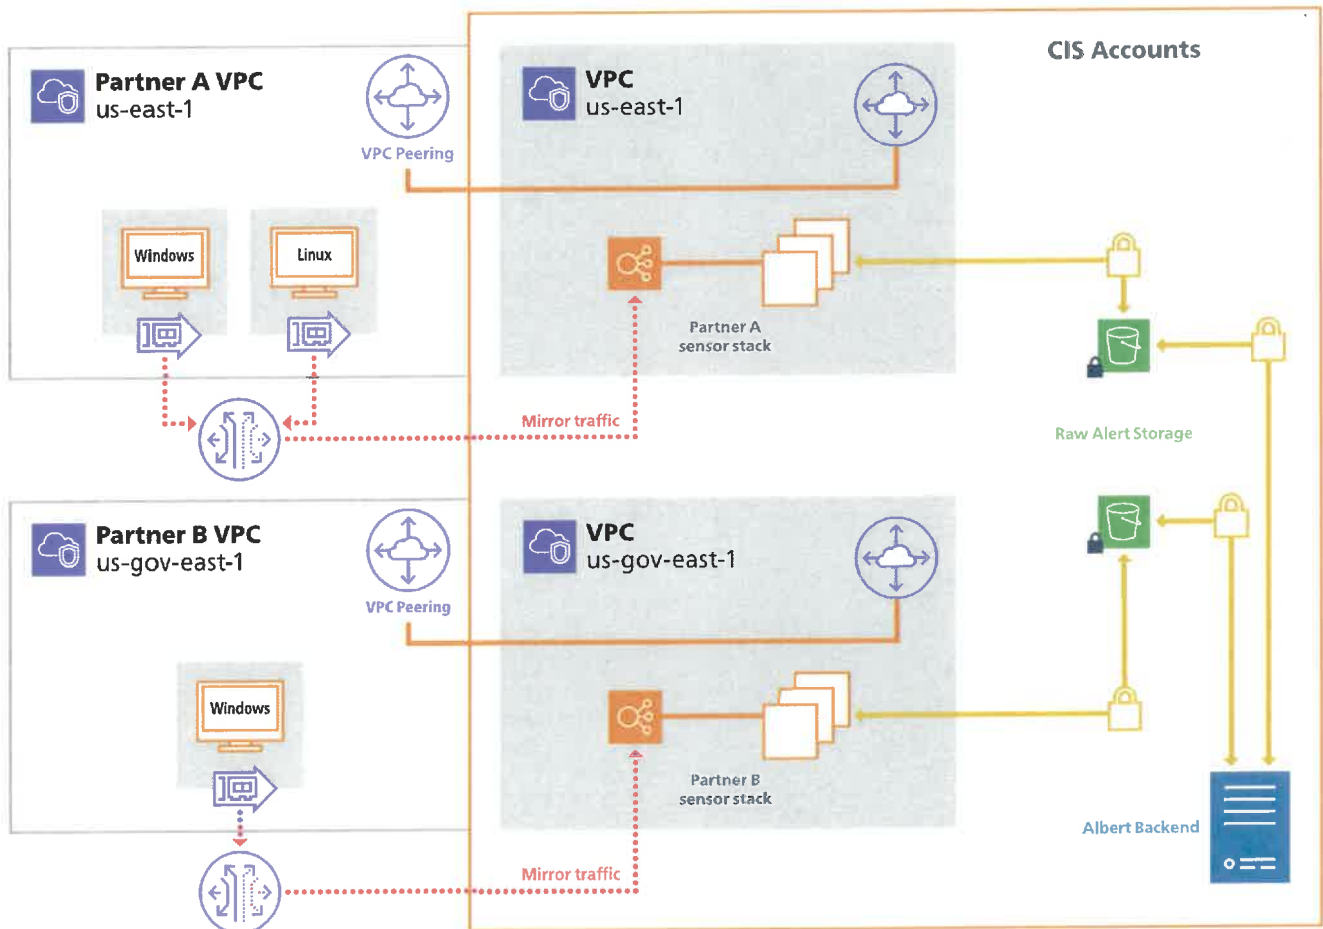 CIS Accounts
Partner A VPC
us-east-1
VPC Peering
VPC
us-east-1
Windows
Linux
Partner A
sensor stack
Mirror traffic
Raw Alert Storage
Partner B VPC
us-gov-east-1
VPC Peering
VPC
us-gov-east-1
Windows
Partner B
sensor stack
Mirror traffic
Albert Backend